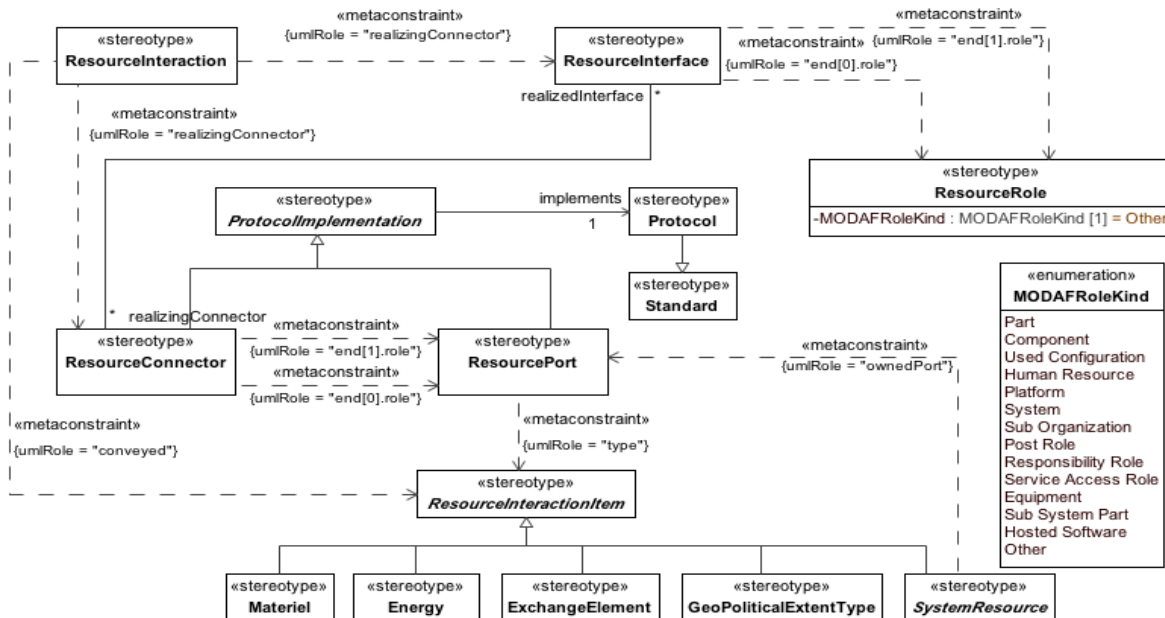 «metaconstraint»
{umlRole = "realizingConnector"}
«metaconstraint»
{umlRole = "end[1].role"}
«metaconstraint»
{umlRole = "end[0].role"}
«stereotype»
ResourceInteraction
«stereotype»
ResourceInterface
realizedInterface
*
«metaconstraint»
{umlRole = "realizingConnector"}
«stereotype»
ResourceRole
-MODAFRoleKind : MODAFRoleKind [1] = Other
«stereotype»
ProtocolImplementation
implements
1
«stereotype»
Protocol
«stereotype»
Standard
«enumeration»
MODAFRoleKind
Part
Component
Used Configuration
Human Resource
Platform
System
Sub Organization
Post Role
Responsibility Role
Service Access Role
Equipment
Sub System Part
Hosted Software
Other
*
realizingConnector
«stereotype»
ResourceConnector
«metaconstraint»
{umlRole = "end[1].role"}
«metaconstraint»
{umlRole = "end[0].role"}
«stereotype»
ResourcePort
«metaconstraint»
{umlRole = "ownedPort"}
«metaconstraint»
{umlRole = "conveyed"}
«metaconstraint»
{umlRole = "type"}
«stereotype»
ResourceInteractionItem
«stereotype»
Materiel
«stereotype»
Energy
«stereotype»
ExchangeElement
«stereotype»
GeoPoliticalExtentType
«stereotype»
SystemResource